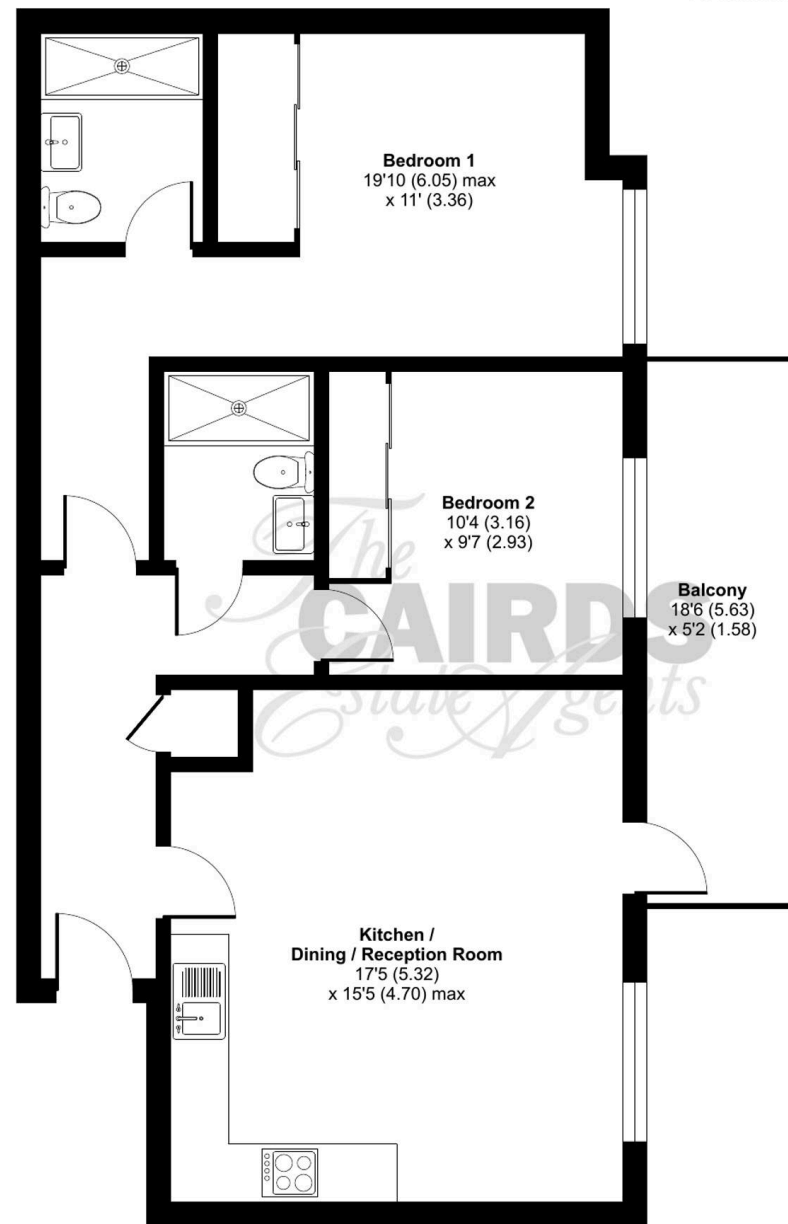 Bedroom 1
19'10 (6.05) max
x 11' (3.36)
Bedroom 2
10'4 (3.16)
x 9'7 (2.93)
The
CAIRDS
Estate Agents
Balcony
18'6 (5.63)
x 5'2 (1.58)
Kitchen /
Dining / Reception Room
17'5 (5.32)
x 15'5 (4.70) max